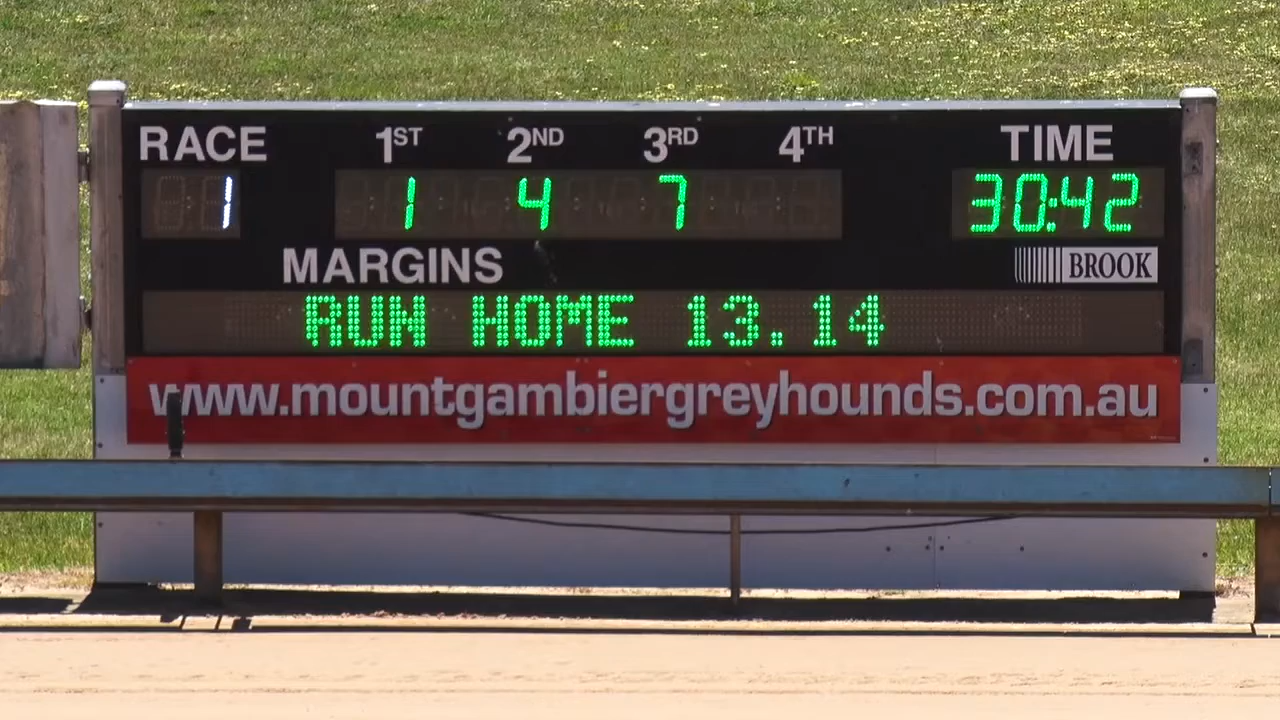 RACE 1ST 2ND 3RD 4TH TIME
1 1 4 7 30:42
MARGINS BROOK
RUN HOME 13.14
www.mountgambiergreyhounds.com.au